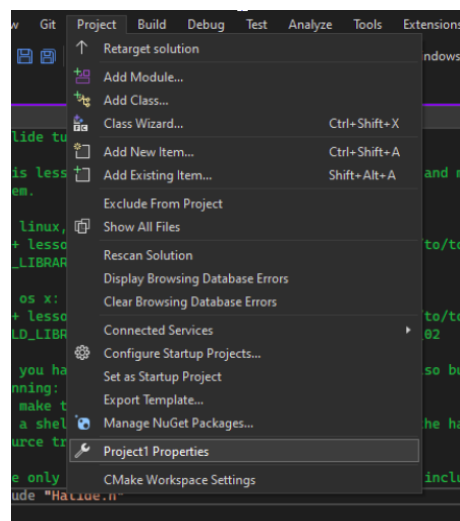 w Git Project Build Debug Test Analyze Tools Extensions
Retarget solution
ndows
Add Module...
Add Class...
Class Wizard... Ctrl+Shift+X
lide tu
Add New Item... Ctrl+Shift+A
is less Add Existing Item... Shift+Alt+A and
em.
Exclude From Project
linux, Show All Files
+ lesso /to/to
_LIBRAR Rescan Solution
Display Browsing Database Errors
os x: Clear Browsing Database Errors
+ lesso /to/to
LD_LIBR Connected Services 02
Configure Startup Projects...
you ha Set as Startup Project so bu
nning:
make t Export Template...
a shel Manage NuGet Packages... he ha
urce tr
Project1 Properties
e only CMake Workspace Settings inclu
ude "Halide.h"